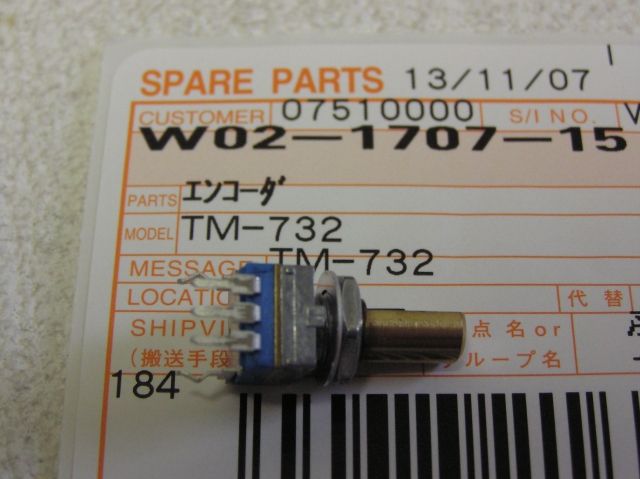 SPARE PARTS 13/11/07
CUSTOMER 07510000 S/I NO.
W02-1707-15
PARTS エンコーダ
MODEL TM-732
MESSAGE TM-732
LOCATIO 代替
SHIPVI 点名or
(搬送手段 ループ名
184